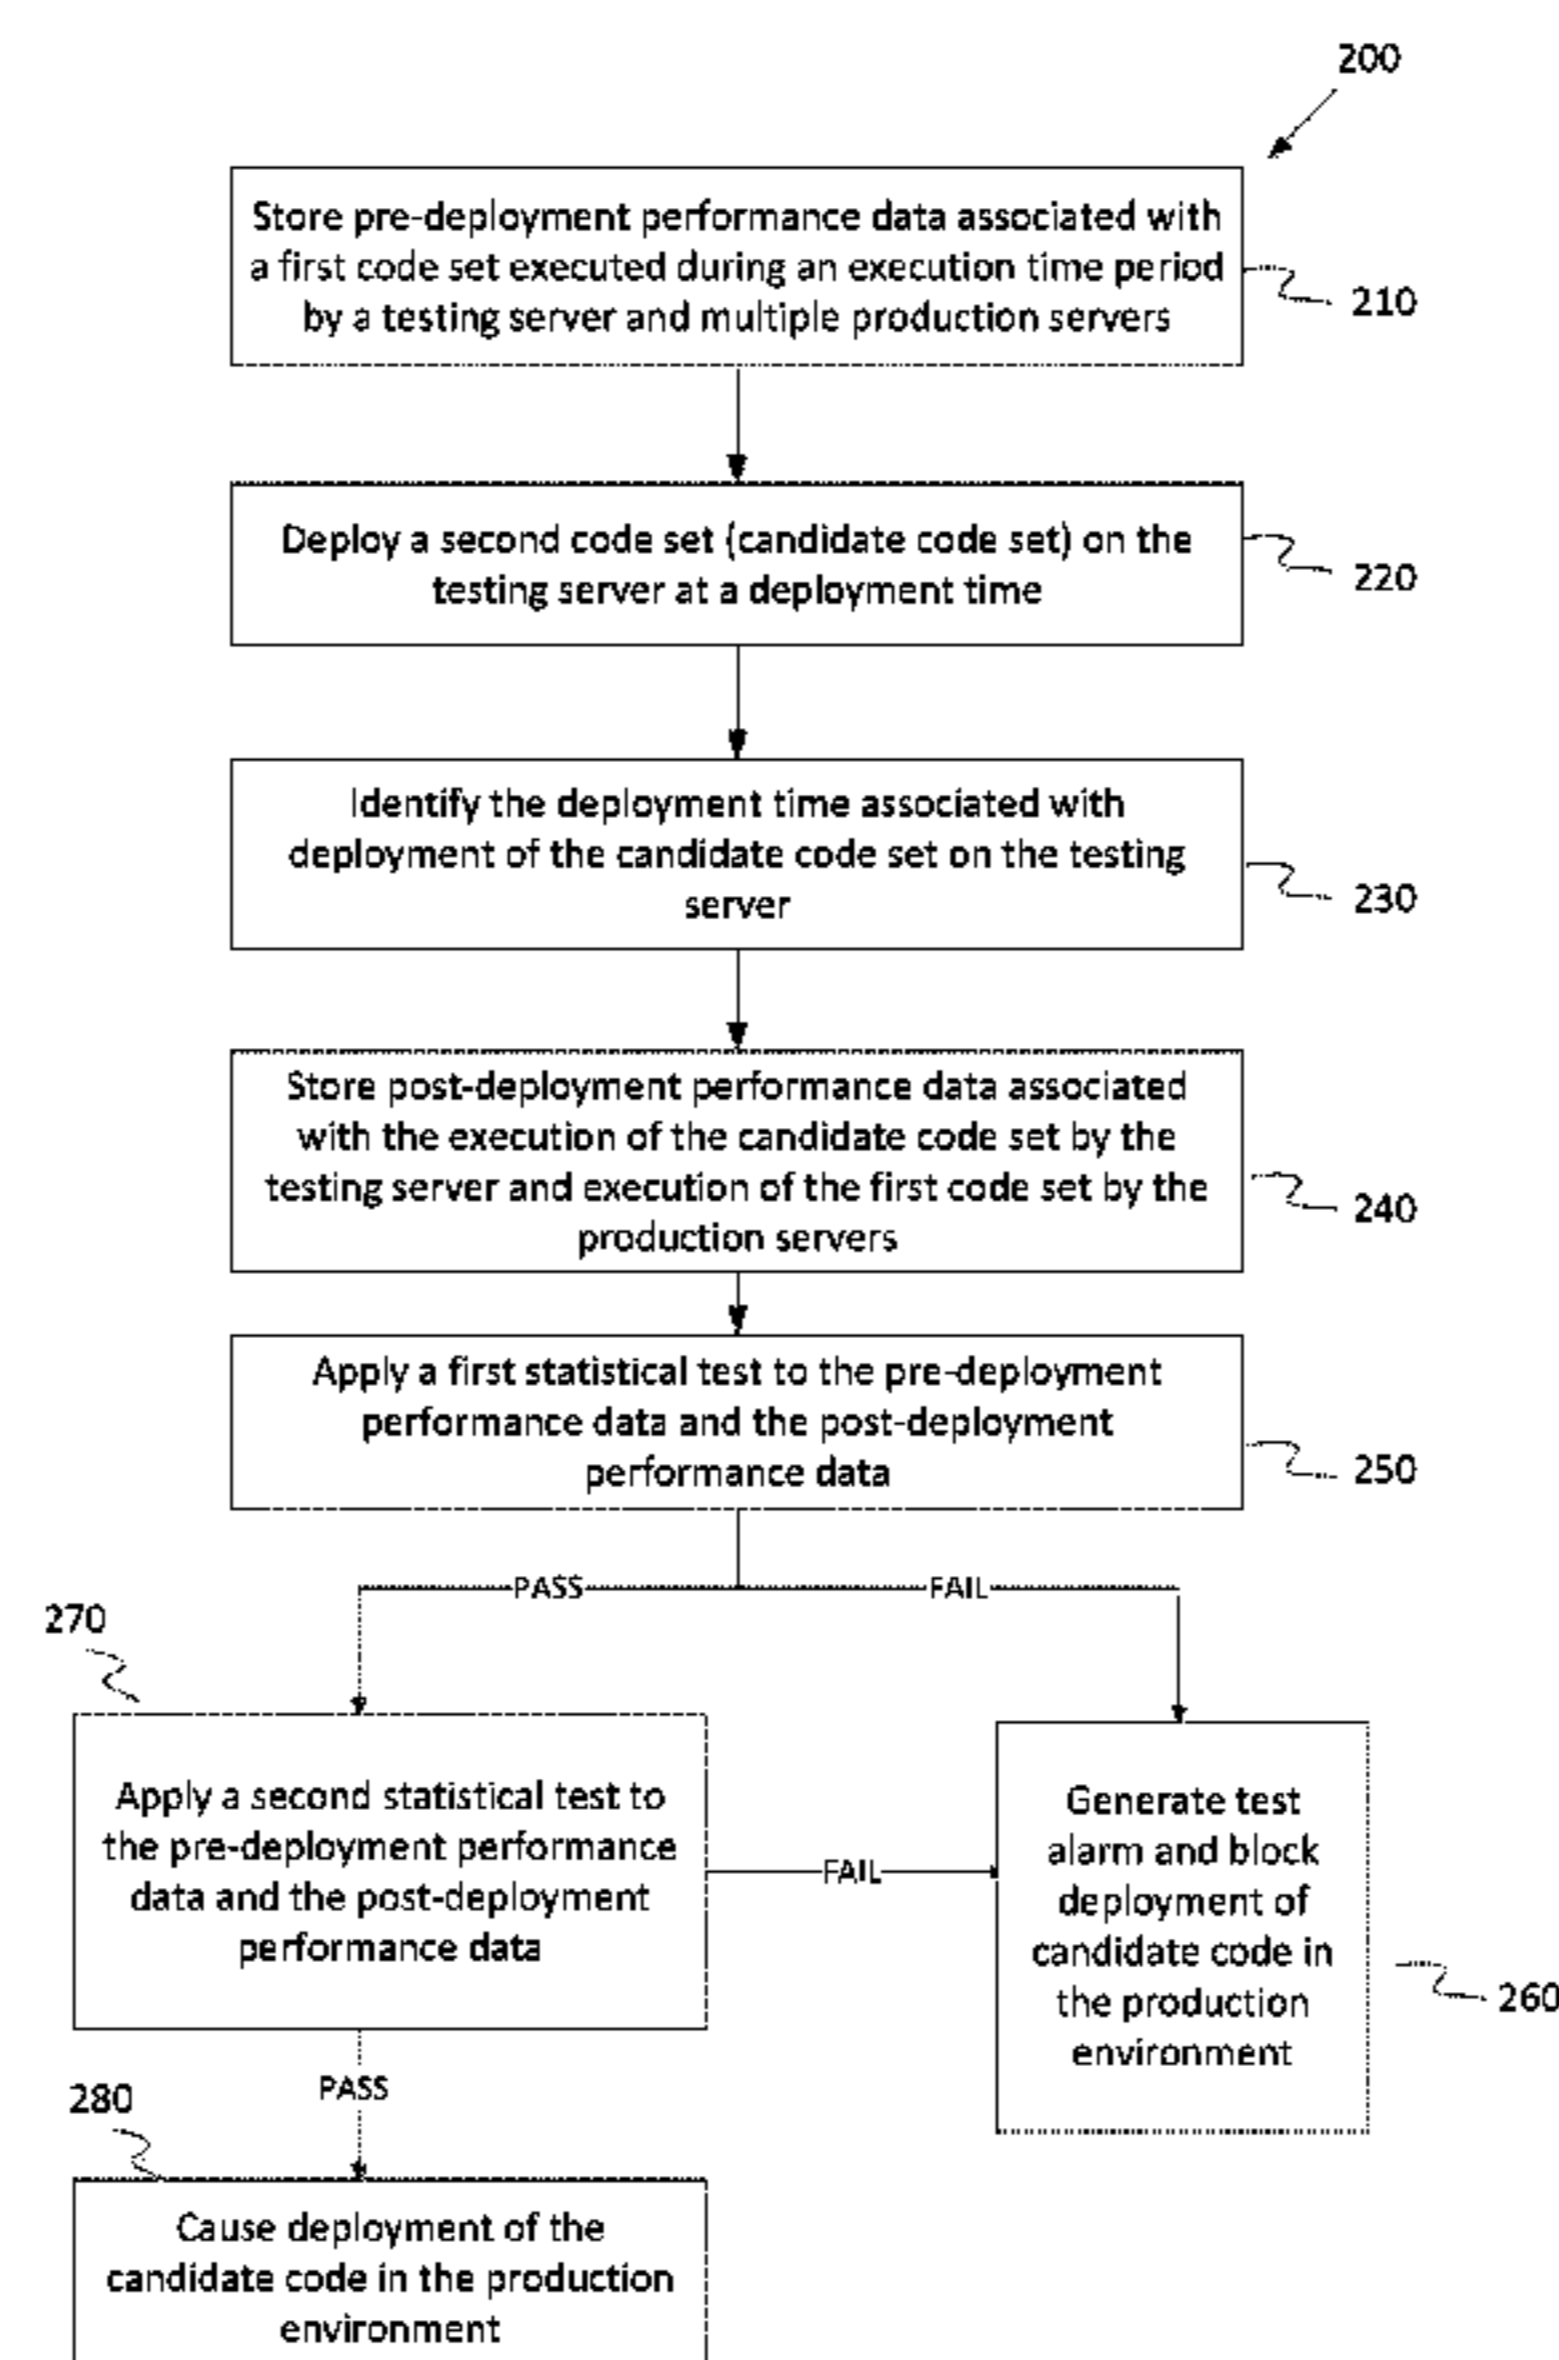 200
Store pre-deployment performance data associated with
a first code set executed during an execution time period
by a testing server and multiple production servers
210
Deploy a second code set (candidate code set) on the
testing server at a deployment time
220
Identify the deployment time associated with
deployment of the candidate code set on the testing
server
230
Store post-deployment performance data associated
with the execution of the candidate code set by the
testing server and execution of the first code set by the
production servers
240
Apply a first statistical test to the pre-deployment
performance data and the post-deployment
performance data
250
PASS
FAIL
270
Apply a second statistical test to
the pre-deployment performance
data and the post-deployment
performance data
FAIL
Generate test
alarm and block
deployment of
candidate code in
the production
environment
260
PASS
280
Cause deployment of the
candidate code in the production
environment